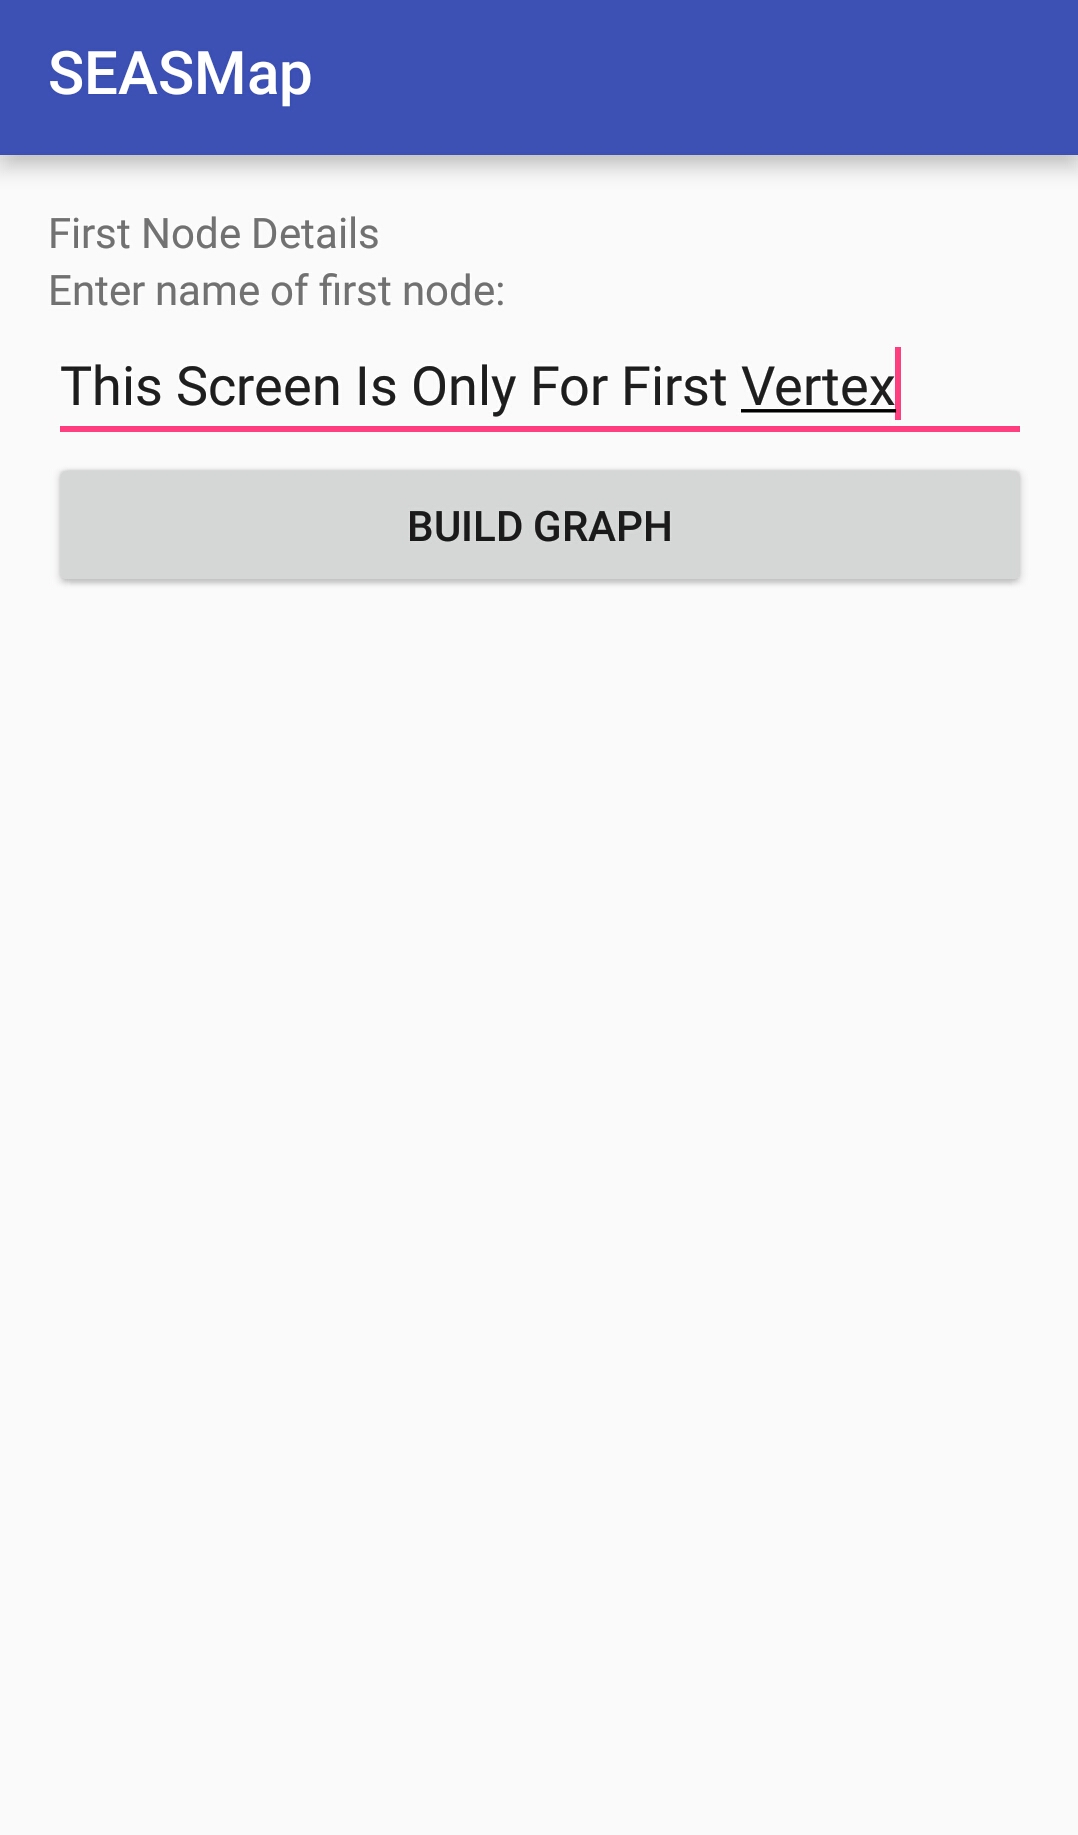 SEASMap
First Node Details
Enter name of first node:
This Screen Is Only For First Vertex
BUILD GRAPH